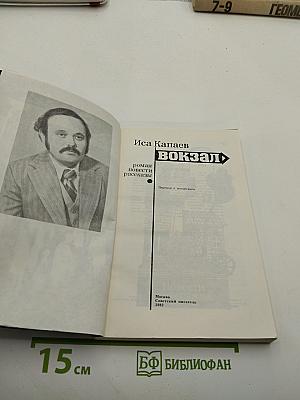 7-9
ГЕОМ
Иса Капаев
ВОКЗАЛ
роман
повести
рассказы
Москва
Советский писатель
15 см
БФ БИБЛИОФАН